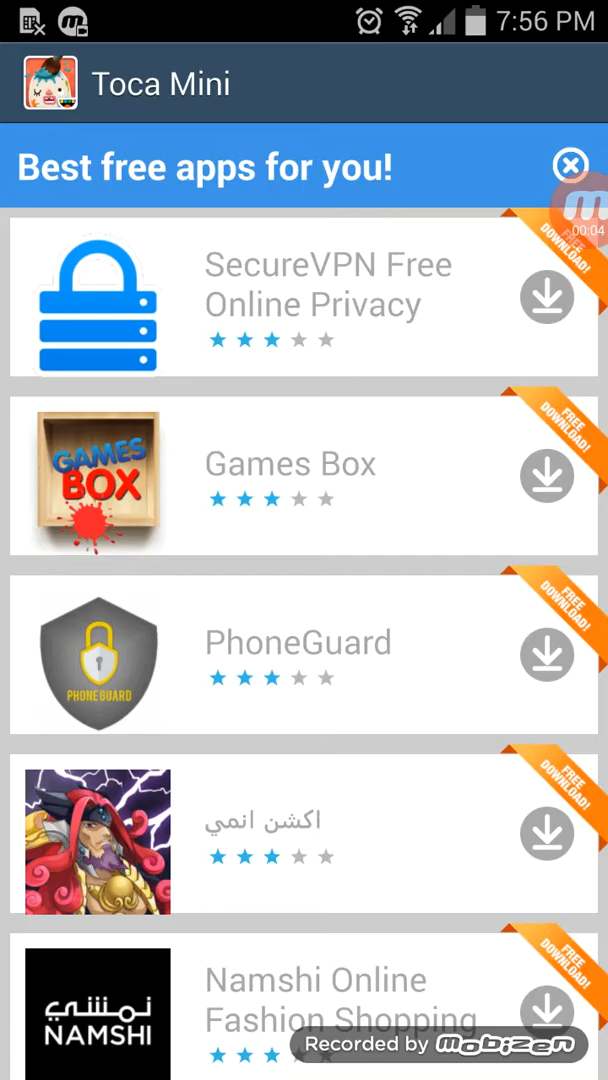 7:56 PM
Toca Mini
Best free apps for you!
00:04
SecureVPN Free
Online Privacy
FREE
DOWNLOAD!
GAMES
BOX
Games Box
FREE
DOWNLOAD!
PHONE GUARD
PhoneGuard
FREE
DOWNLOAD!
اكشن انمي
FREE
DOWNLOAD!
نمشي
NAMSHI
Namshi Online
Fashion Shopping
FREE
DOWNLOAD!
Recorded by mobizen